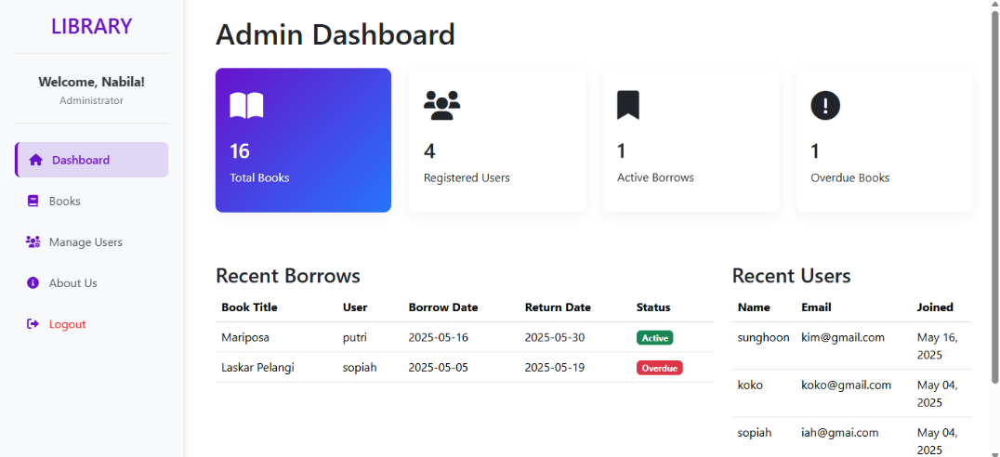 LIBRARY
Welcome, Nabila!
Administrator
Dashboard
Books
Manage Users
About Us
Logout
Admin Dashboard
16
Total Books
4
Registered Users
1
Active Borrows
1
Overdue Books
Recent Borrows
Book Title User Borrow Date Return Date Status
Mariposa putri 2025-05-16 2025-05-30 Active
Laskar Pelangi sopiah 2025-05-05 2025-05-19 Overdue
Recent Users
Name Email Joined
sunghoon kim@gmail.com May 16,
2025
koko koko@gmail.com May 04,
2025
sopiah iah@gmai.com May 04,
2025